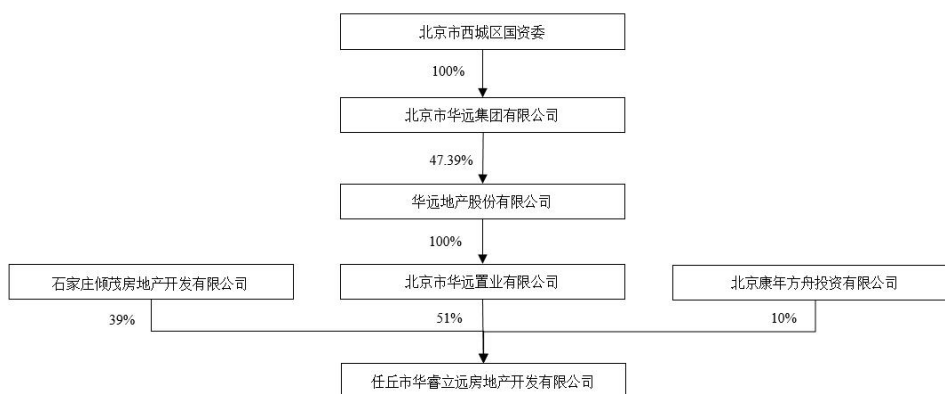 北京市西城区国资委
100%
北京市华远集团有限公司
47.39%
华远地产股份有限公司
100%
石家庄倾茂房地产开发有限公司
北京市华远置业有限公司
北京康年方舟投资有限公司
39%
51%
10%
任丘市华睿立远房地产开发有限公司